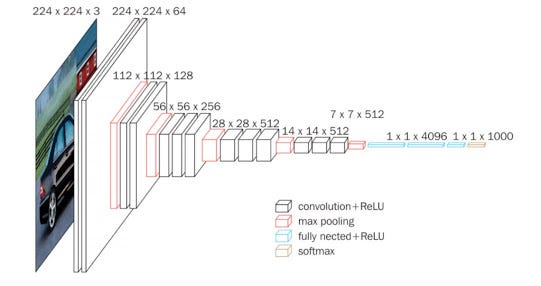 224 x 224 x 3
224 x 224 x 64
112 x 112 x 128
56 x 56 x 256
28 x 28 x 512
14 x 14 x 512
7 x 7 x 512
1 x 1 x 4096
1 x 1 x 1000
convolution+ReLU
max pooling
fully nected+ReLU
softmax